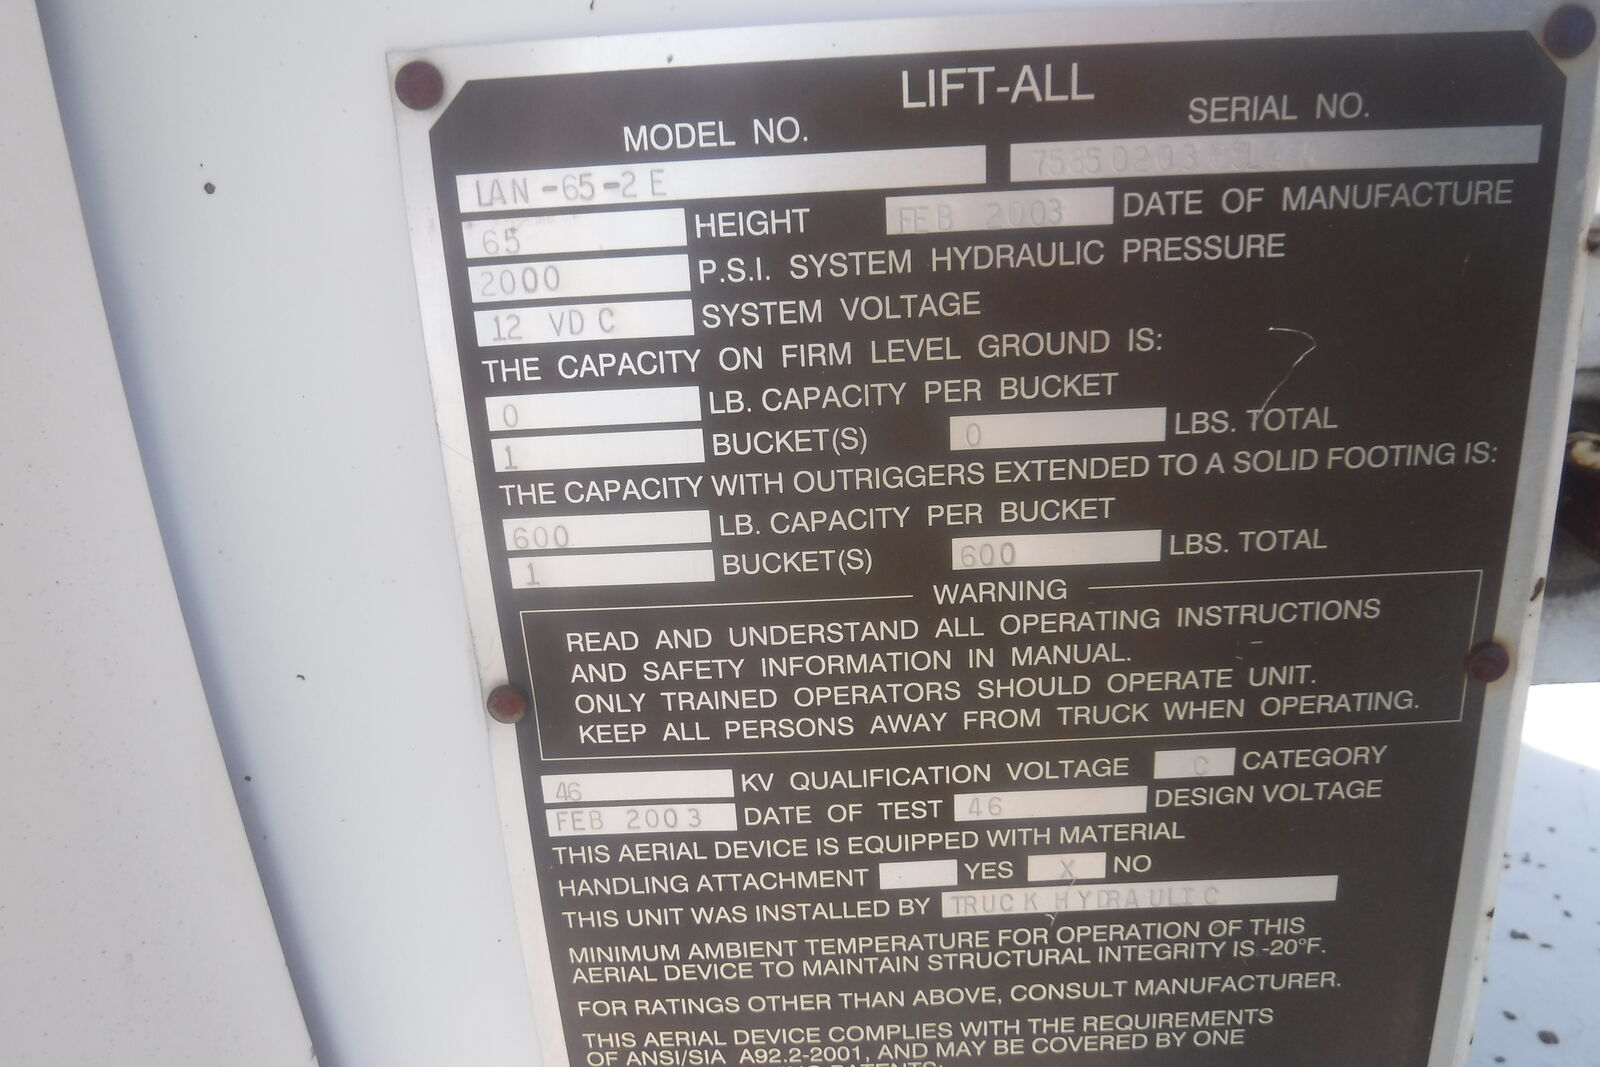 LIFT-ALL
MODEL NO. SERIAL NO.
LAN-65-2E
65 HEIGHT FEB 2003 DATE OF MANUFACTURE
2000 P.S.I. SYSTEM HYDRAULIC PRESSURE
12 VDC SYSTEM VOLTAGE
THE CAPACITY ON FIRM LEVEL GROUND IS:
0 LB. CAPACITY PER BUCKET
1 BUCKET(S) 0 LBS. TOTAL
THE CAPACITY WITH OUTRIGGERS EXTENDED TO A SOLID FOOTING IS:
600 LB. CAPACITY PER BUCKET
1 BUCKET(S) 600 LBS. TOTAL
WARNING
READ AND UNDERSTAND ALL OPERATING INSTRUCTIONS
AND SAFETY INFORMATION IN MANUAL.
ONLY TRAINED OPERATORS SHOULD OPERATE UNIT.
KEEP ALL PERSONS AWAY FROM TRUCK WHEN OPERATING.
46 KV QUALIFICATION VOLTAGE C CATEGORY
FEB 2003 DATE OF TEST 46 DESIGN VOLTAGE
THIS AERIAL DEVICE IS EQUIPPED WITH MATERIAL
HANDLING ATTACHMENT YES X NO
THIS UNIT WAS INSTALLED BY TRUCK HYDRAULIC
MINIMUM AMBIENT TEMPERATURE FOR OPERATION OF THIS
AERIAL DEVICE TO MAINTAIN STRUCTURAL INTEGRITY IS -20°F.
FOR RATINGS OTHER THAN ABOVE, CONSULT MANUFACTURER.
THIS AERIAL DEVICE COMPLIES WITH THE REQUIREMENTS
OF ANSI/SIA A92.2-2001, AND MAY BE COVERED BY ONE
PATENTS: